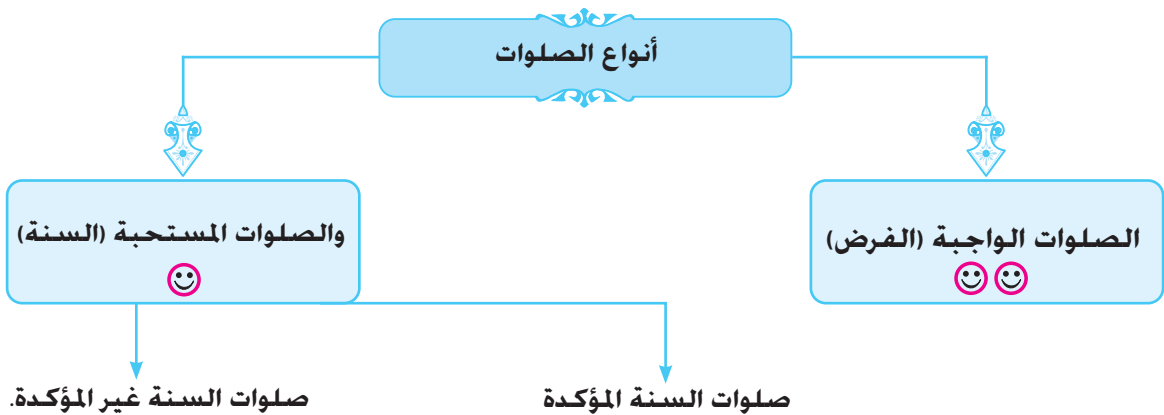 أنواع الصلوات
الصلوات الواجبة (الفرض)
والصلوات المستحبة (السنة)
صلوات السنة المؤكدة
صلوات السنة غير المؤكدة.